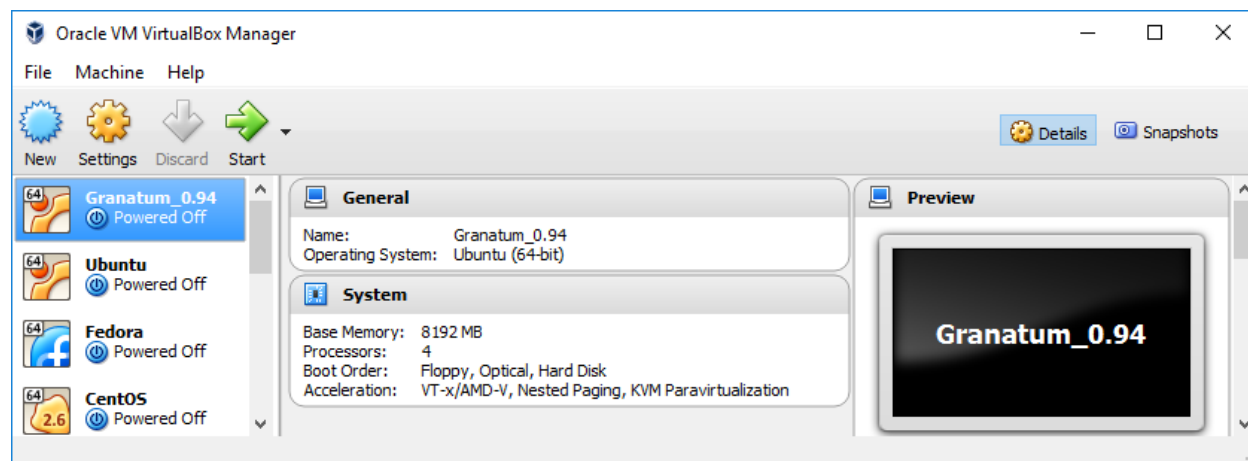 Oracle VM VirtualBox Manager
File Machine Help
New Settings Discard Start
Details Snapshots
64 Granatum_0.94
Powered Off
64 Ubuntu
Powered Off
64 Fedora
Powered Off
64 CentOS
2.6 Powered Off
General
Name: Granatum_0.94
Operating System: Ubuntu (64-bit)
System
Base Memory: 8192 MB
Processors: 4
Boot Order: Floppy, Optical, Hard Disk
Acceleration: VT-x/AMD-V, Nested Paging, KVM Paravirtualization
Preview
Granatum_0.94